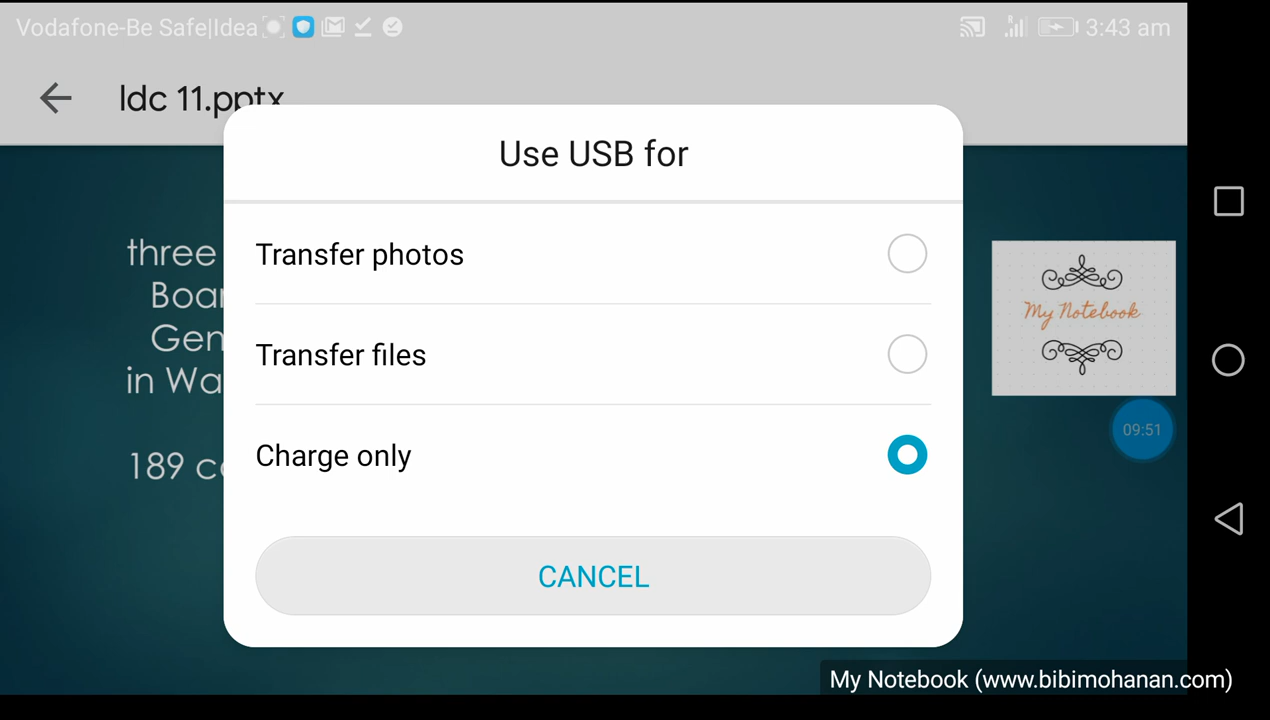 Vodafone-Be Safe|Idea
3:43 am
ldc 11.pptx
Use USB for
Transfer photos
Transfer files
Charge only
CANCEL
three
in
189
My Notebook
09:51
My Notebook (www.bibimohanan.com)